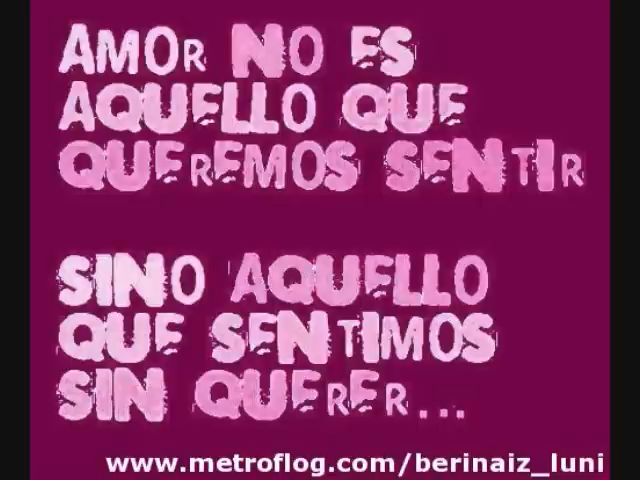 AMOR NO ES
AQUELLO QUE
QUEREMOS SENTIR
SINO AQUELLO
QUE SENTIMOS
SIN QUERER...
www.metroflog.com/berinaiz_luni